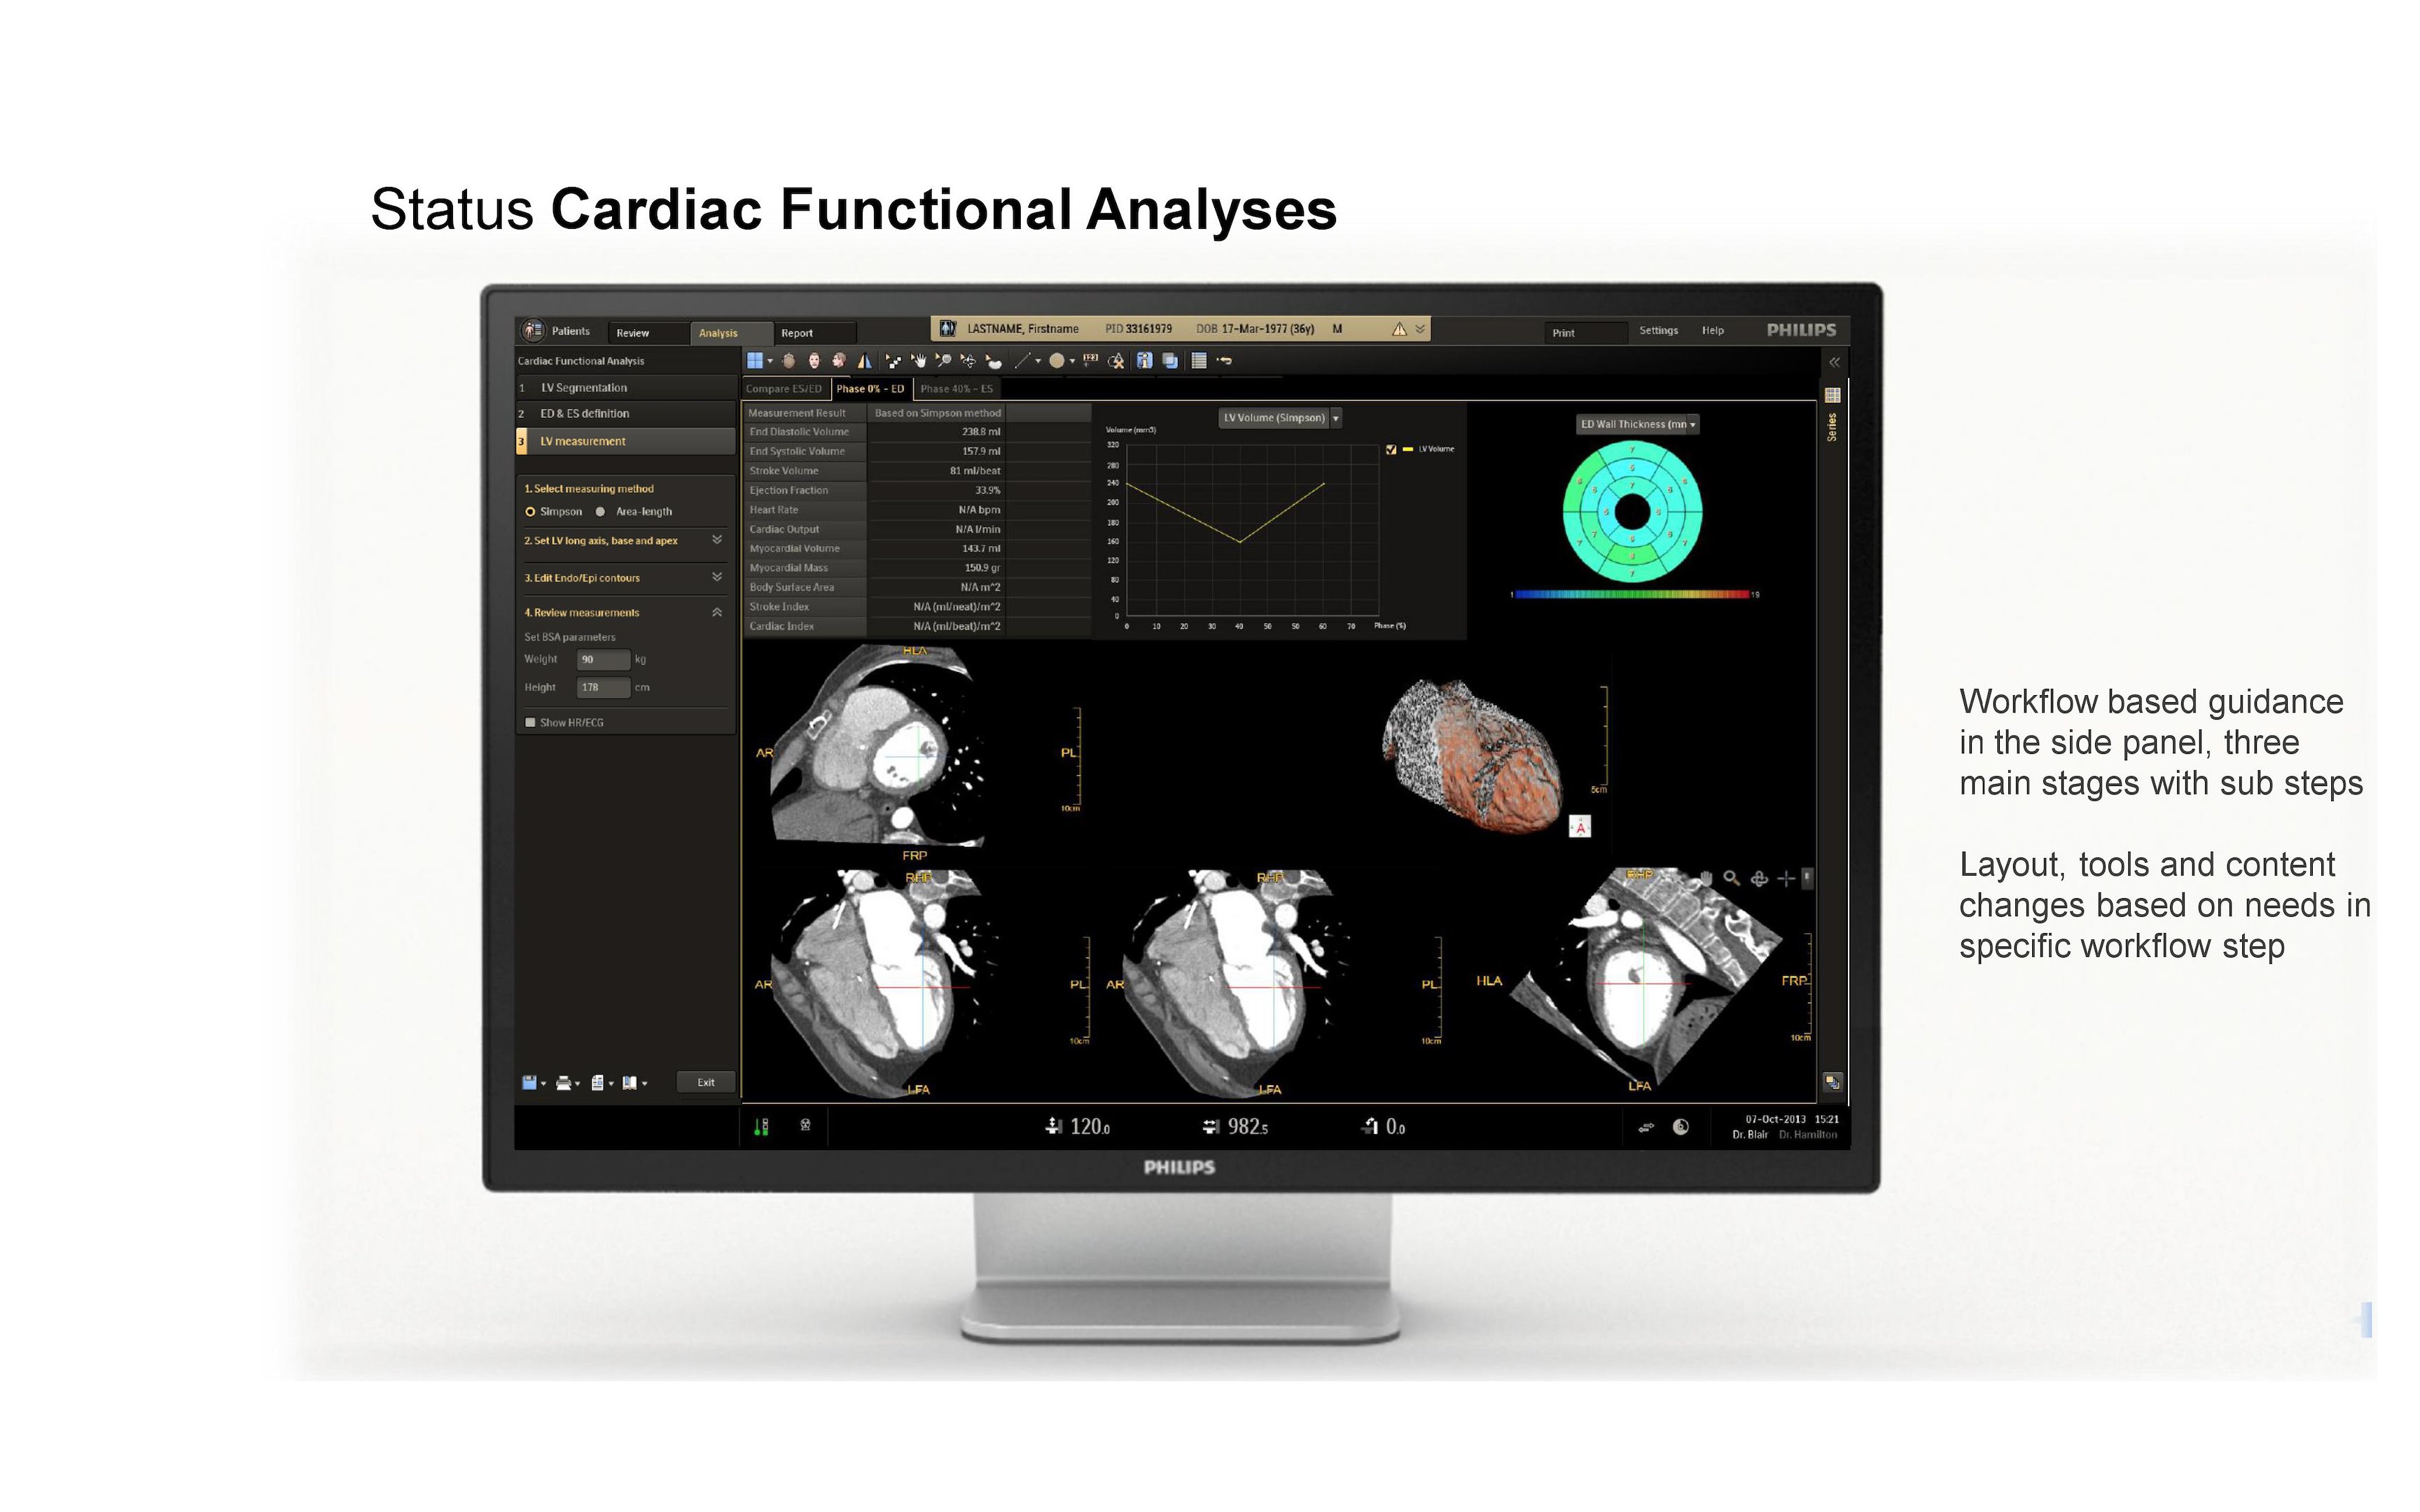 Status Cardiac Functional Analyses
Patients Review Analysis Report
LASTNAME, Firstname PID 33161979 DOB 17-Mar-1977 (36y) M
Print Settings Help PHILIPS
Cardiac Functional Analysis
1 LV Segmentation
2 ED & ES definition
3 LV measurement
1. Select measuring method
Simpson Area-length
2. Set LV long axis, base and apex
3. Edit Endo/Epi contours
4. Review measurements
Set BSA parameters
Weight 90 kg
Height 178 cm
Show HR/ECG
Exit
Compare ES/ED Phase 0% - ED Phase 40% - ES
Measurement Result Based on Simpson method
End Diastolic Volume 238.8 ml
End Systolic Volume 157.9 ml
Stroke Volume 81 ml/beat
Ejection Fraction 33.9%
Heart Rate N/A bpm
Cardiac Output N/A l/min
Myocardial Volume 143.7 ml
Myocardial Mass 150.9 gr
Body Surface Area N/A m^2
Stroke Index N/A (ml/neat)/m^2
Cardiac Index N/A (ml/beat)/m^2
LV Volume (Simpson)
Volume (mm3)
LV Volume
320
280
240
200
180
160
120
80
40
0
0 10 20 30 40 50 50 60 70 Phase (%)
ED Wall Thickness (mn
1 19
Series
HLA
AR PL
10cm
FRP
5cm
A
RHP
AR PL
10cm
LFA
RHP
AR PL
10cm
LFA
RHP
HLA FRP
10cm
LFA
120.0 982.5 0.0
07-Oct-2013 15:21
Dr. Blair Dr. Hamilton
PHILIPS
Workflow based guidance
in the side panel, three
main stages with sub steps
Layout, tools and content
changes based on needs in
specific workflow step